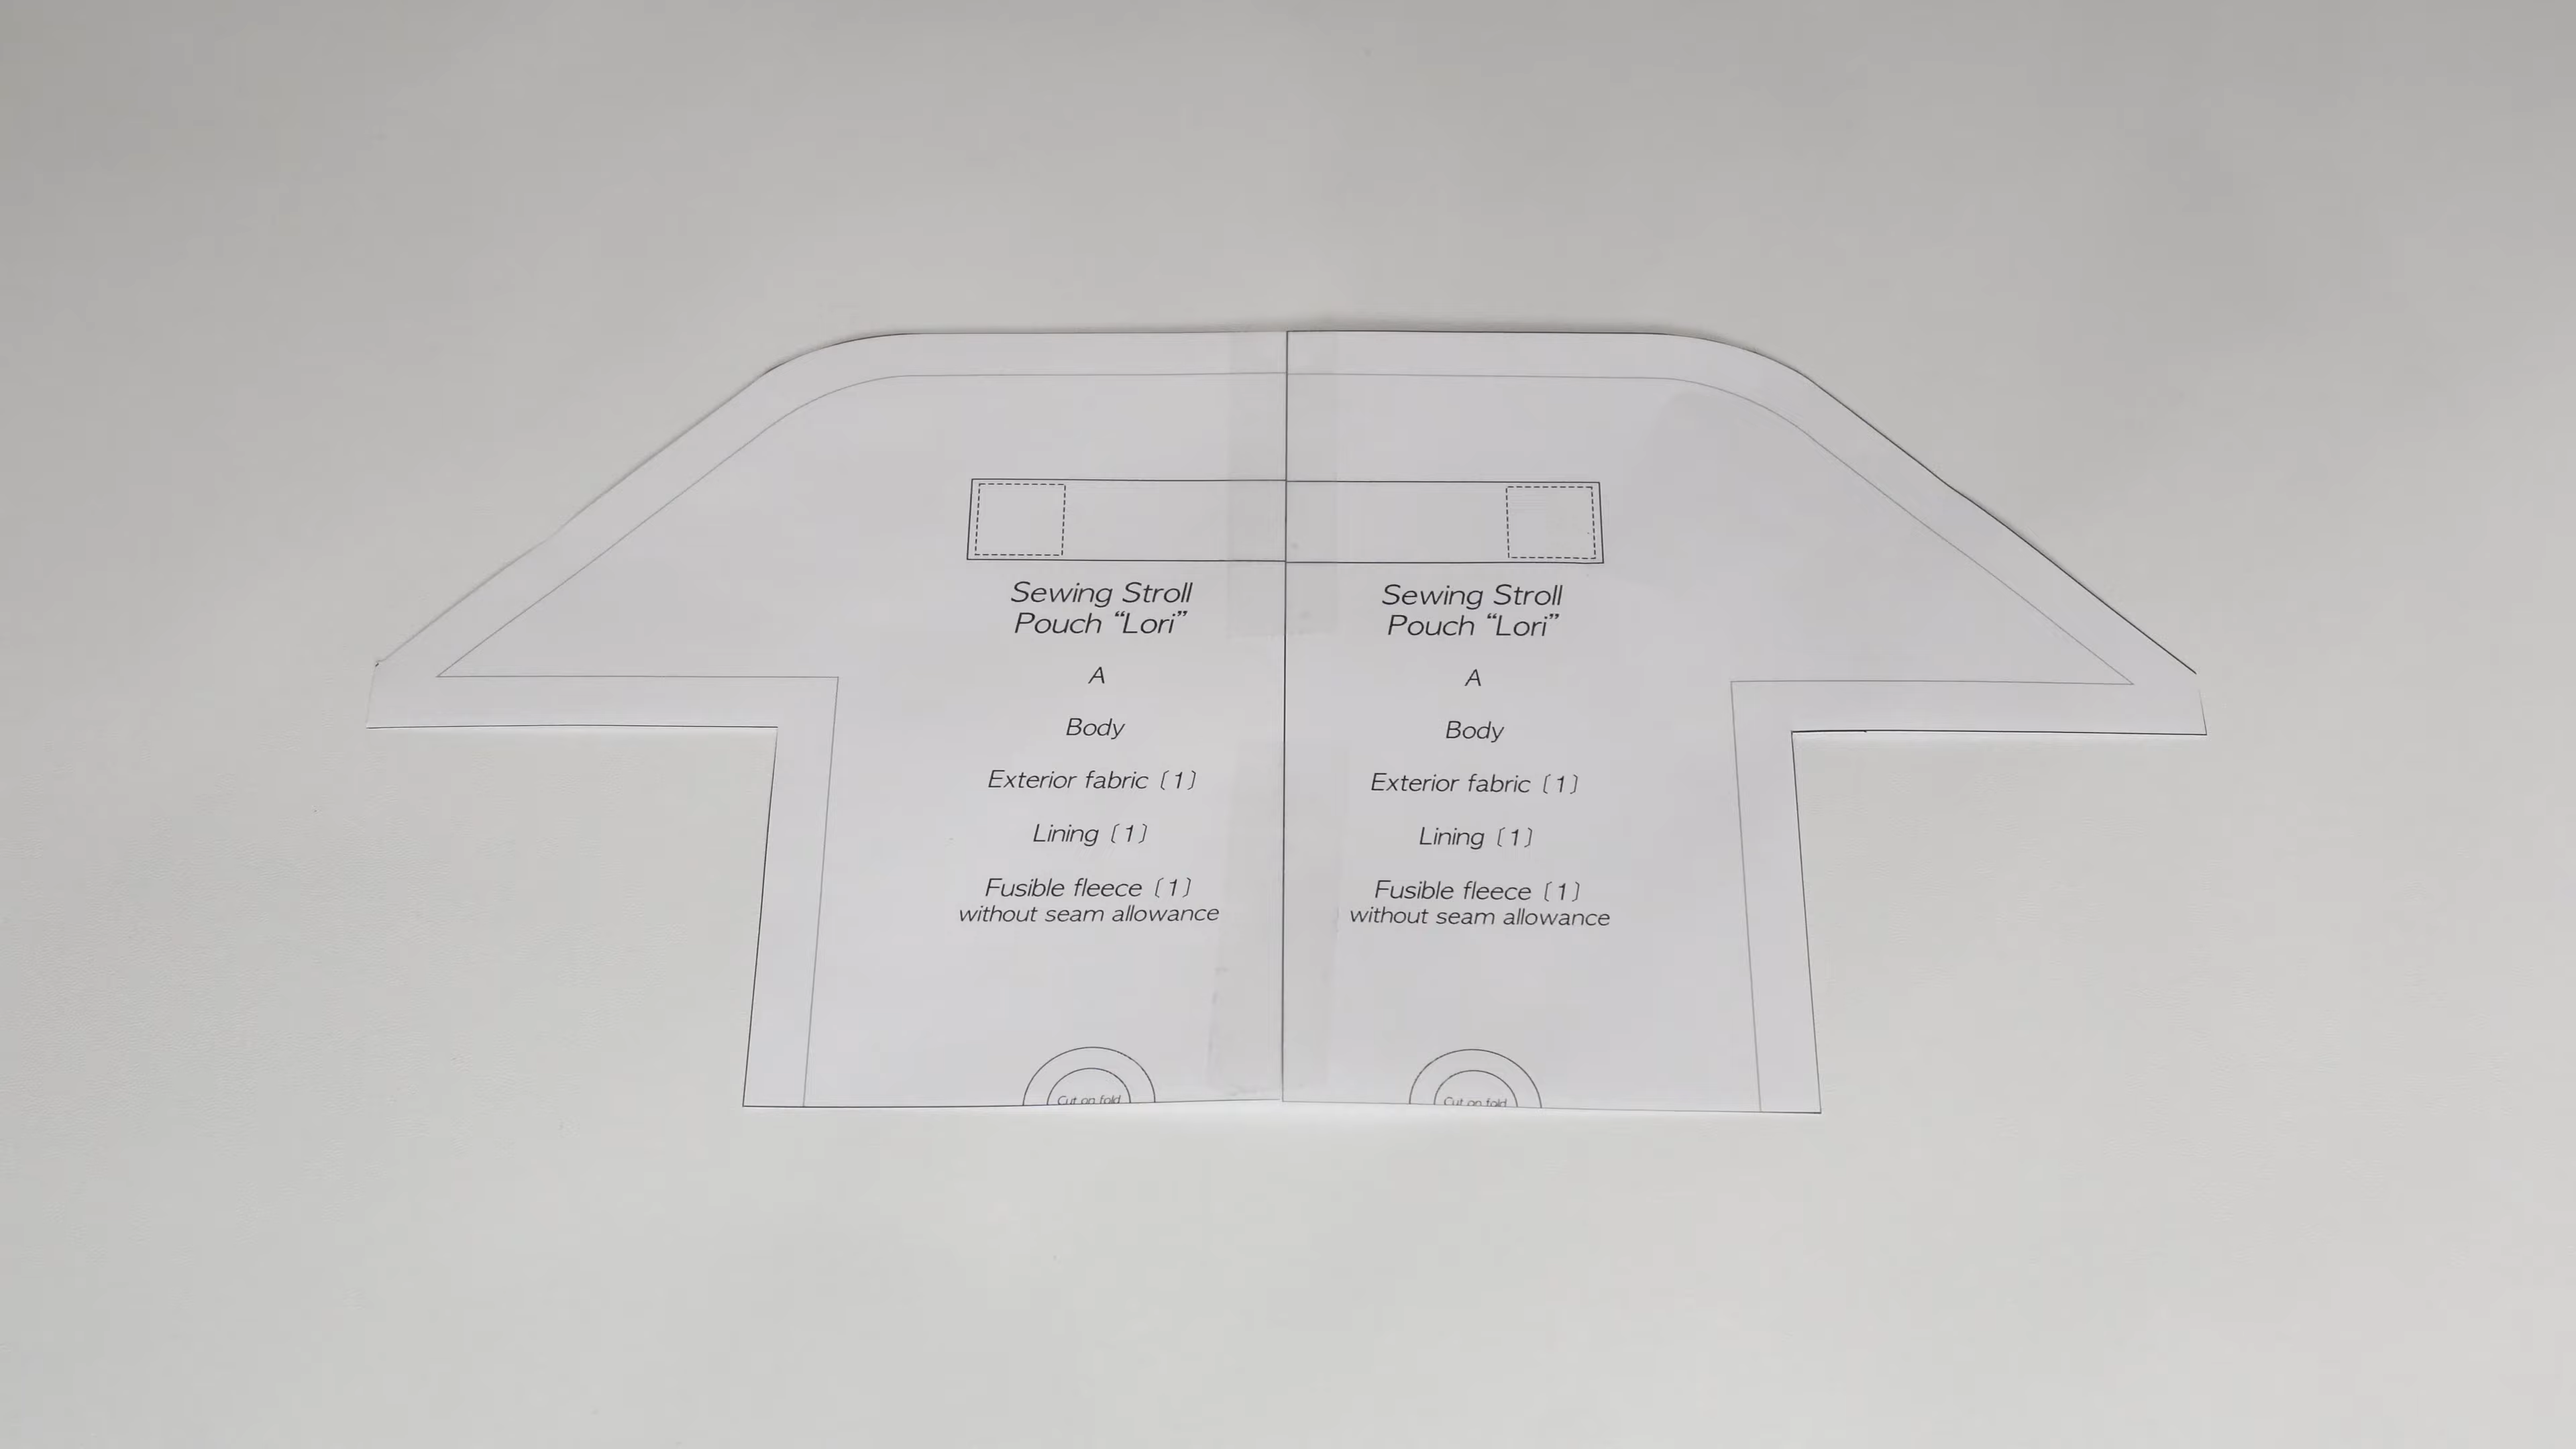 Sewing Stroll
Pouch “Lori”
A
Body
Exterior fabric (1)
Lining (1)
Fusible fleece (1)
without seam allowance
Cut on fold
Sewing Stroll
Pouch “Lori”
A
Body
Exterior fabric (1)
Lining (1)
Fusible fleece (1)
without seam allowance
Cut on fold